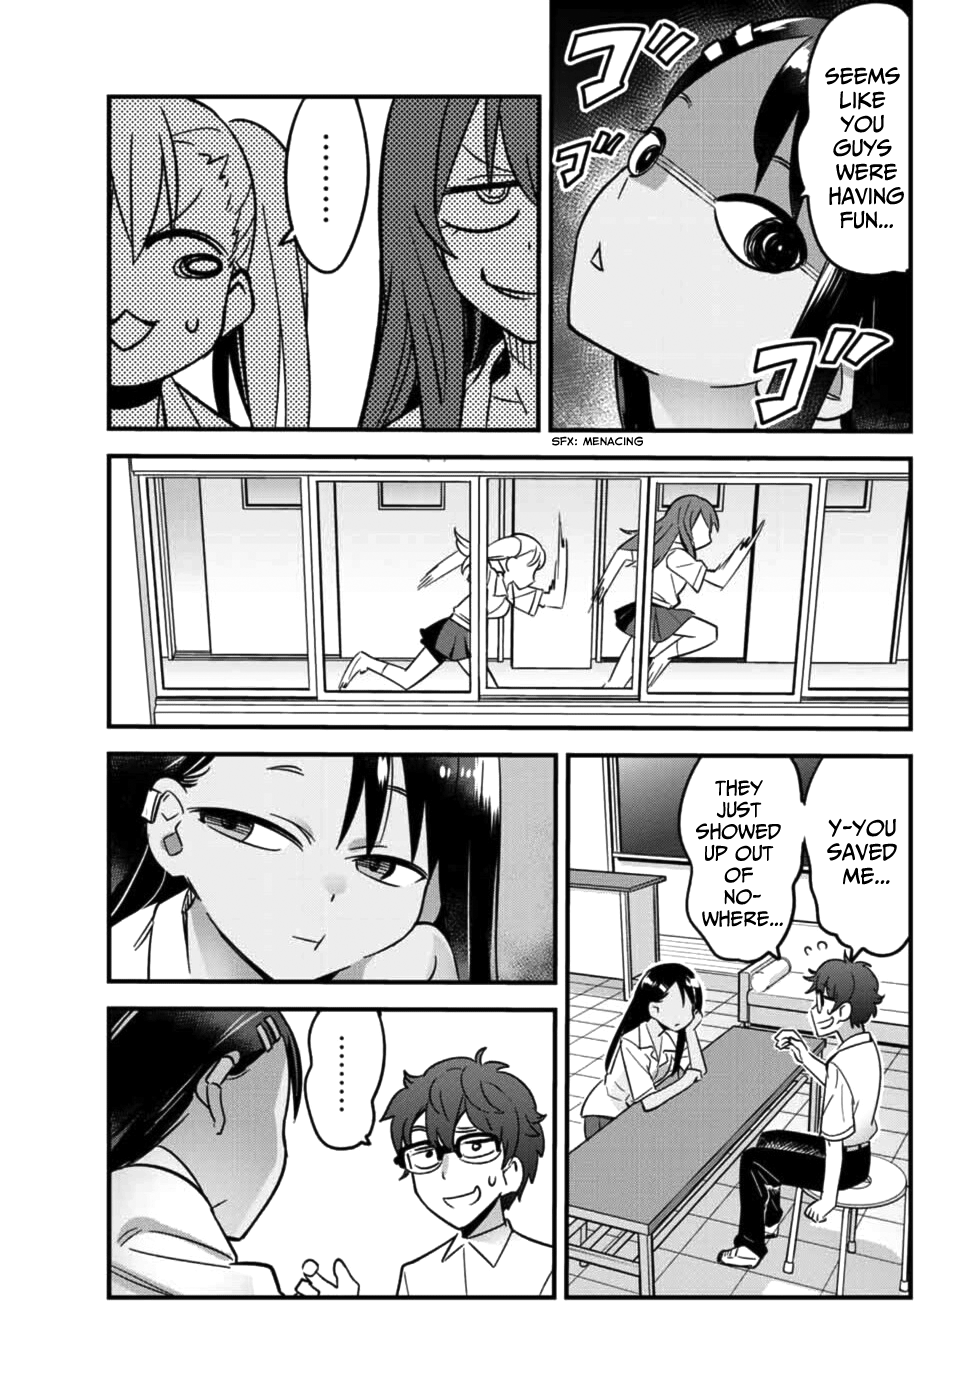 SEEMS
LIKE
YOU
GUYS
WERE
HAVING
FUN...
ゴ
ゴ
ゴ
ゴ
SFX: MENACING
.........
Y-YOU
SAVED
ME...
THEY
JUST
SHOWED
UP OUT
OF
NO-
WHERE...
.........